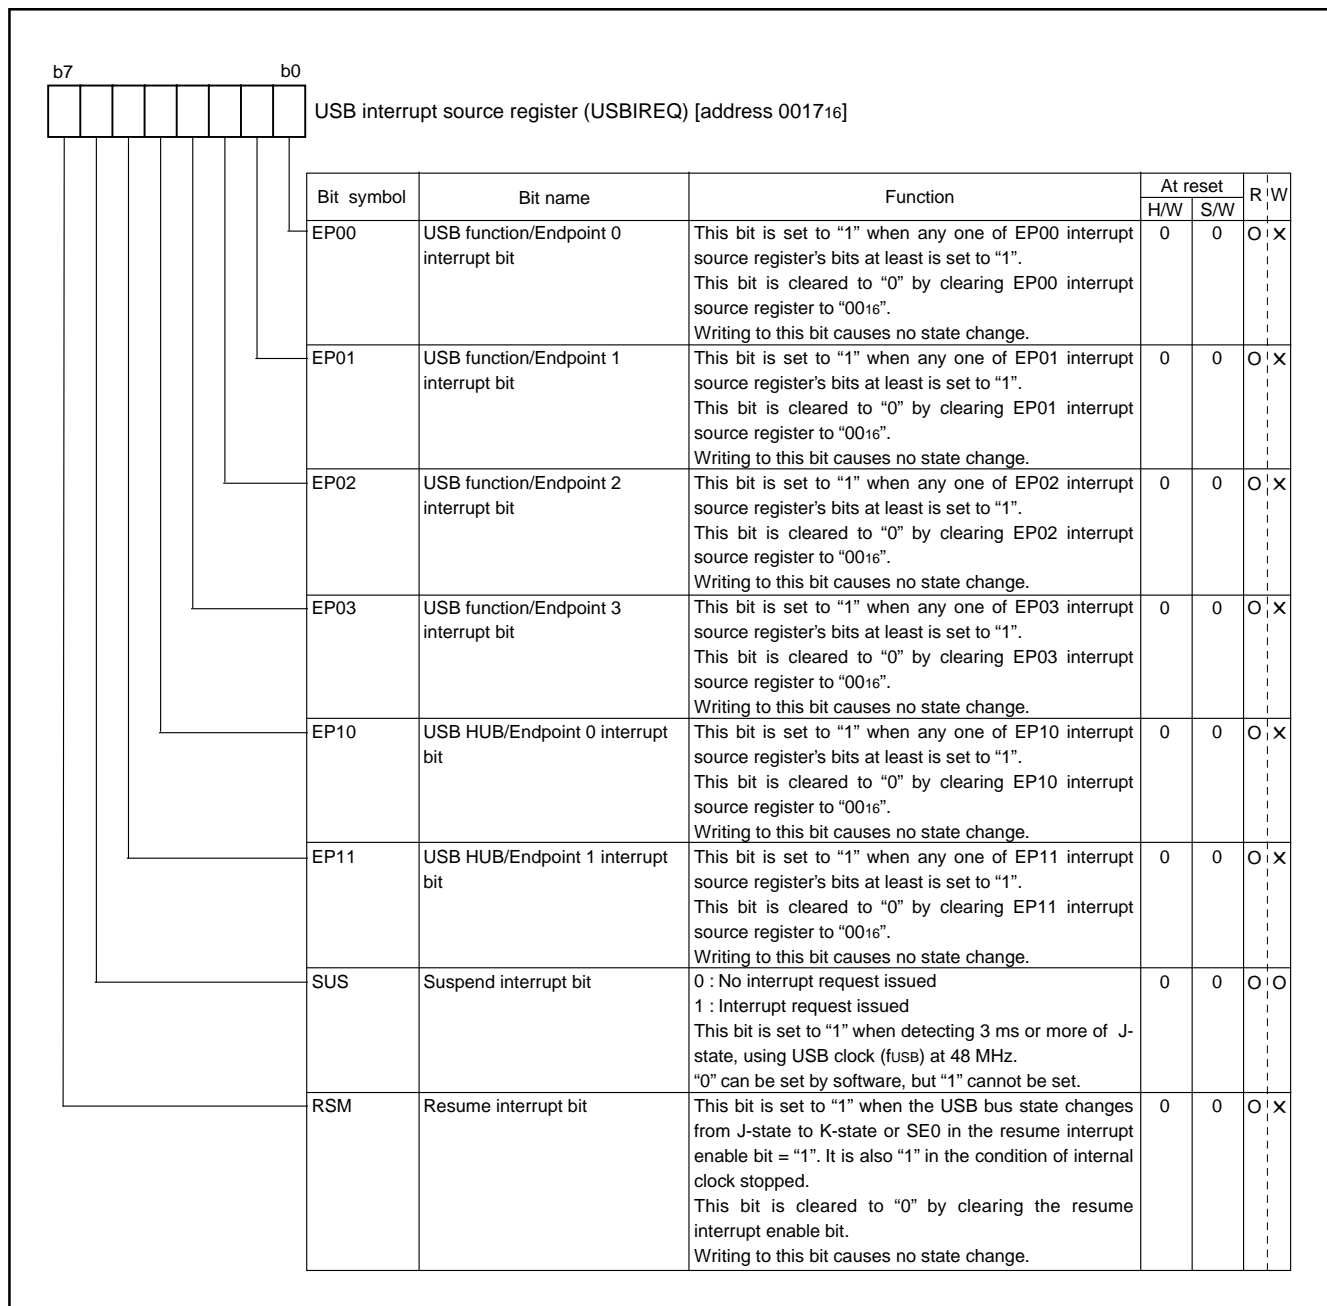 b7 b0
USB interrupt source register (USBIREQ) [address 001716]
Bit symbol Bit name Function At reset R W
H/W S/W
EP00 USB function/Endpoint 0 This bit is set to “1” when any one of EP00 interrupt 0 0 O ×
interrupt bit source register's bits at least is set to “1”.
This bit is cleared to “0” by clearing EP00 interrupt
source register to “0016”.
Writing to this bit causes no state change.
EP01 USB function/Endpoint 1 This bit is set to “1” when any one of EP01 interrupt 0 0 O ×
interrupt bit source register's bits at least is set to “1”.
This bit is cleared to “0” by clearing EP01 interrupt
source register to “0016”.
Writing to this bit causes no state change.
EP02 USB function/Endpoint 2 This bit is set to “1” when any one of EP02 interrupt 0 0 O ×
interrupt bit source register's bits at least is set to “1”.
This bit is cleared to “0” by clearing EP02 interrupt
source register to “0016”.
Writing to this bit causes no state change.
EP03 USB function/Endpoint 3 This bit is set to “1” when any one of EP03 interrupt 0 0 O ×
interrupt bit source register's bits at least is set to “1”.
This bit is cleared to “0” by clearing EP03 interrupt
source register to “0016”.
Writing to this bit causes no state change.
EP10 USB HUB/Endpoint 0 interrupt This bit is set to “1” when any one of EP10 interrupt 0 0 O ×
bit source register's bits at least is set to “1”.
This bit is cleared to “0” by clearing EP10 interrupt
source register to “0016”.
Writing to this bit causes no state change.
EP11 USB HUB/Endpoint 1 interrupt This bit is set to “1” when any one of EP11 interrupt 0 0 O ×
bit source register's bits at least is set to “1”.
This bit is cleared to “0” by clearing EP11 interrupt
source register to “0016”.
Writing to this bit causes no state change.
SUS Suspend interrupt bit 0 : No interrupt request issued 0 0 O O
1 : Interrupt request issued
This bit is set to “1” when detecting 3 ms or more of J-
state, using USB clock (fUSB) at 48 MHz.
“0” can be set by software, but “1” cannot be set.
RSM Resume interrupt bit This bit is set to “1” when the USB bus state changes 0 0 O ×
from J-state to K-state or SE0 in the resume interrupt
enable bit = “1”. It is also “1” in the condition of internal
clock stopped.
This bit is cleared to “0” by clearing the resume
interrupt enable bit.
Writing to this bit causes no state change.